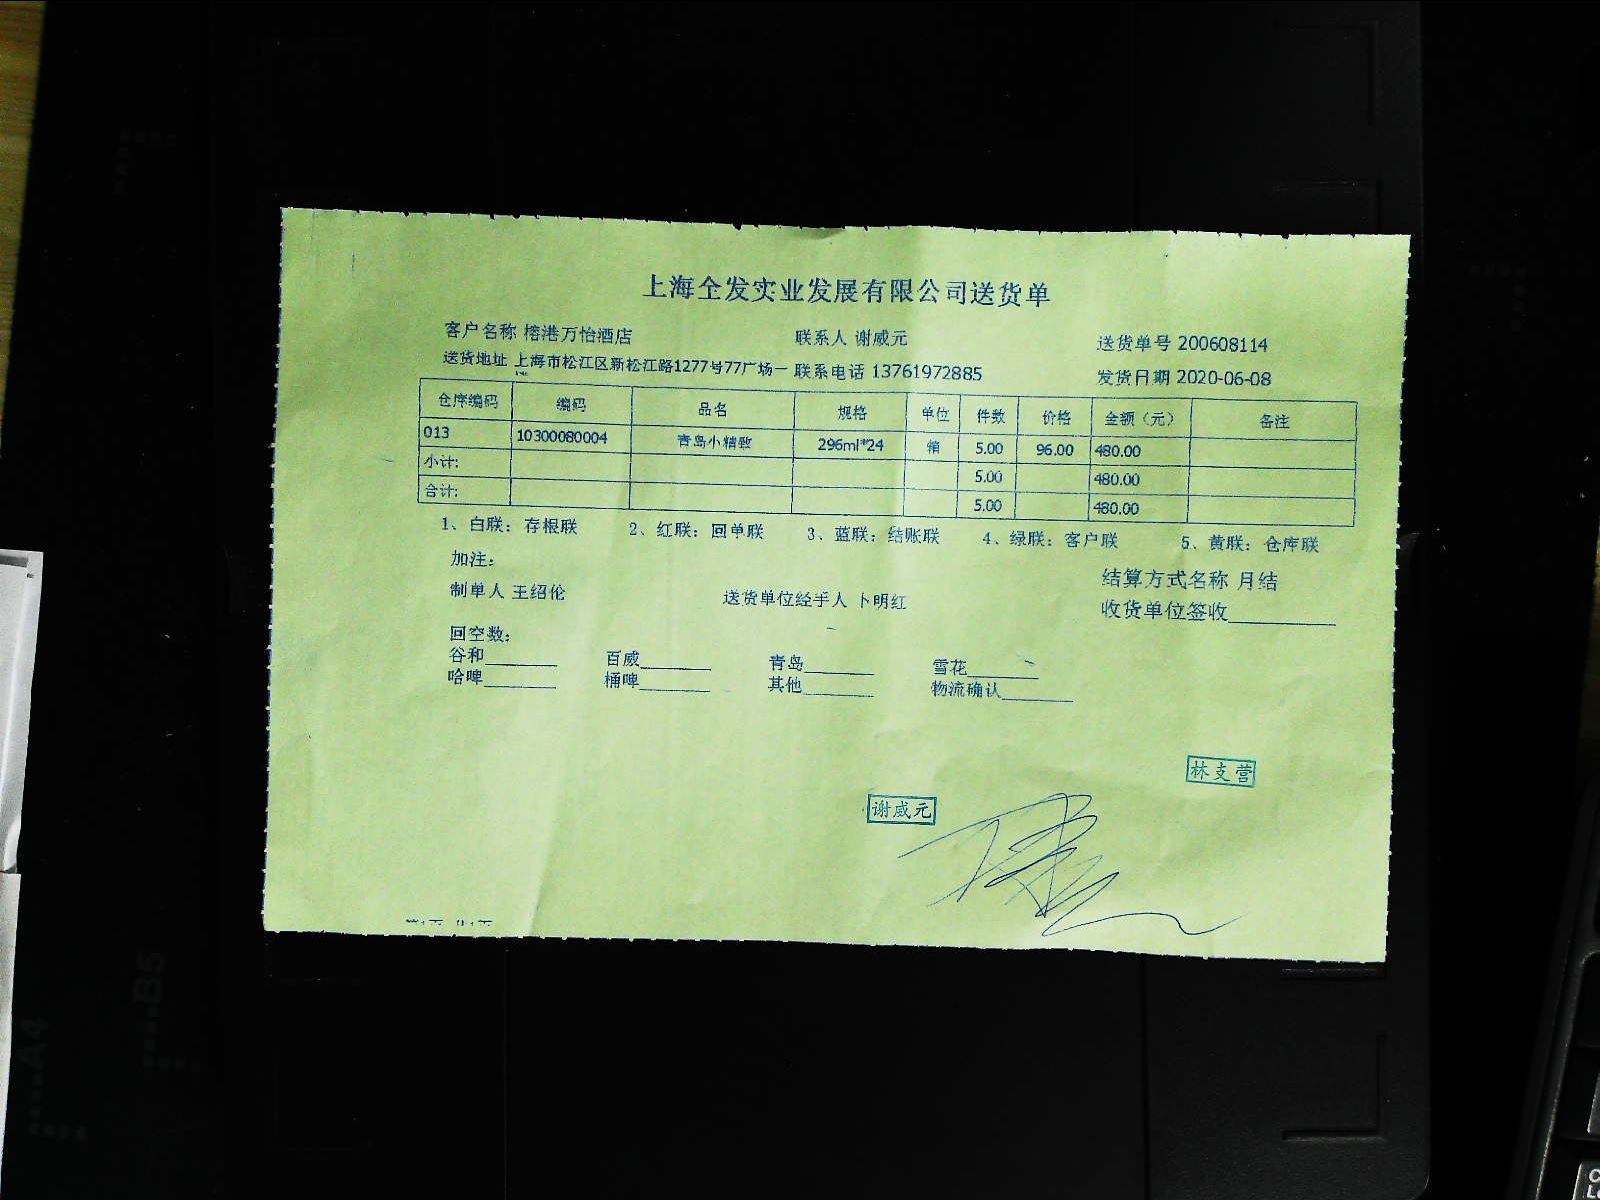 上海全发实业发展有限公司送货单
客户名称 榕港万怡酒店 联系人 谢威元 送货单号 200608114
送货地址 上海市松江区新松江路1277号77广场一 联系电话 13761972885 发货日期 2020-06-08
仓库编码 编码 品名 规格 单位 件数 价格 金额(元) 备注
013 10300080004 青岛小精致 296ml*24 箱 5.00 96.00 480.00
小计: 5.00 480.00
合计: 5.00 480.00
1、白联: 存根联 2、红联: 回单联 3、蓝联: 结账联 4、绿联: 客户联 5、黄联: 仓库联
加注:
结算方式名称 月结
制单人 王绍伦 送货单位经手人 卜明红 收货单位签收
回空数:
谷和 百威 青岛 雪花
哈啤 桶啤 其他 物流确认
林支营
谢威元
B5
A4